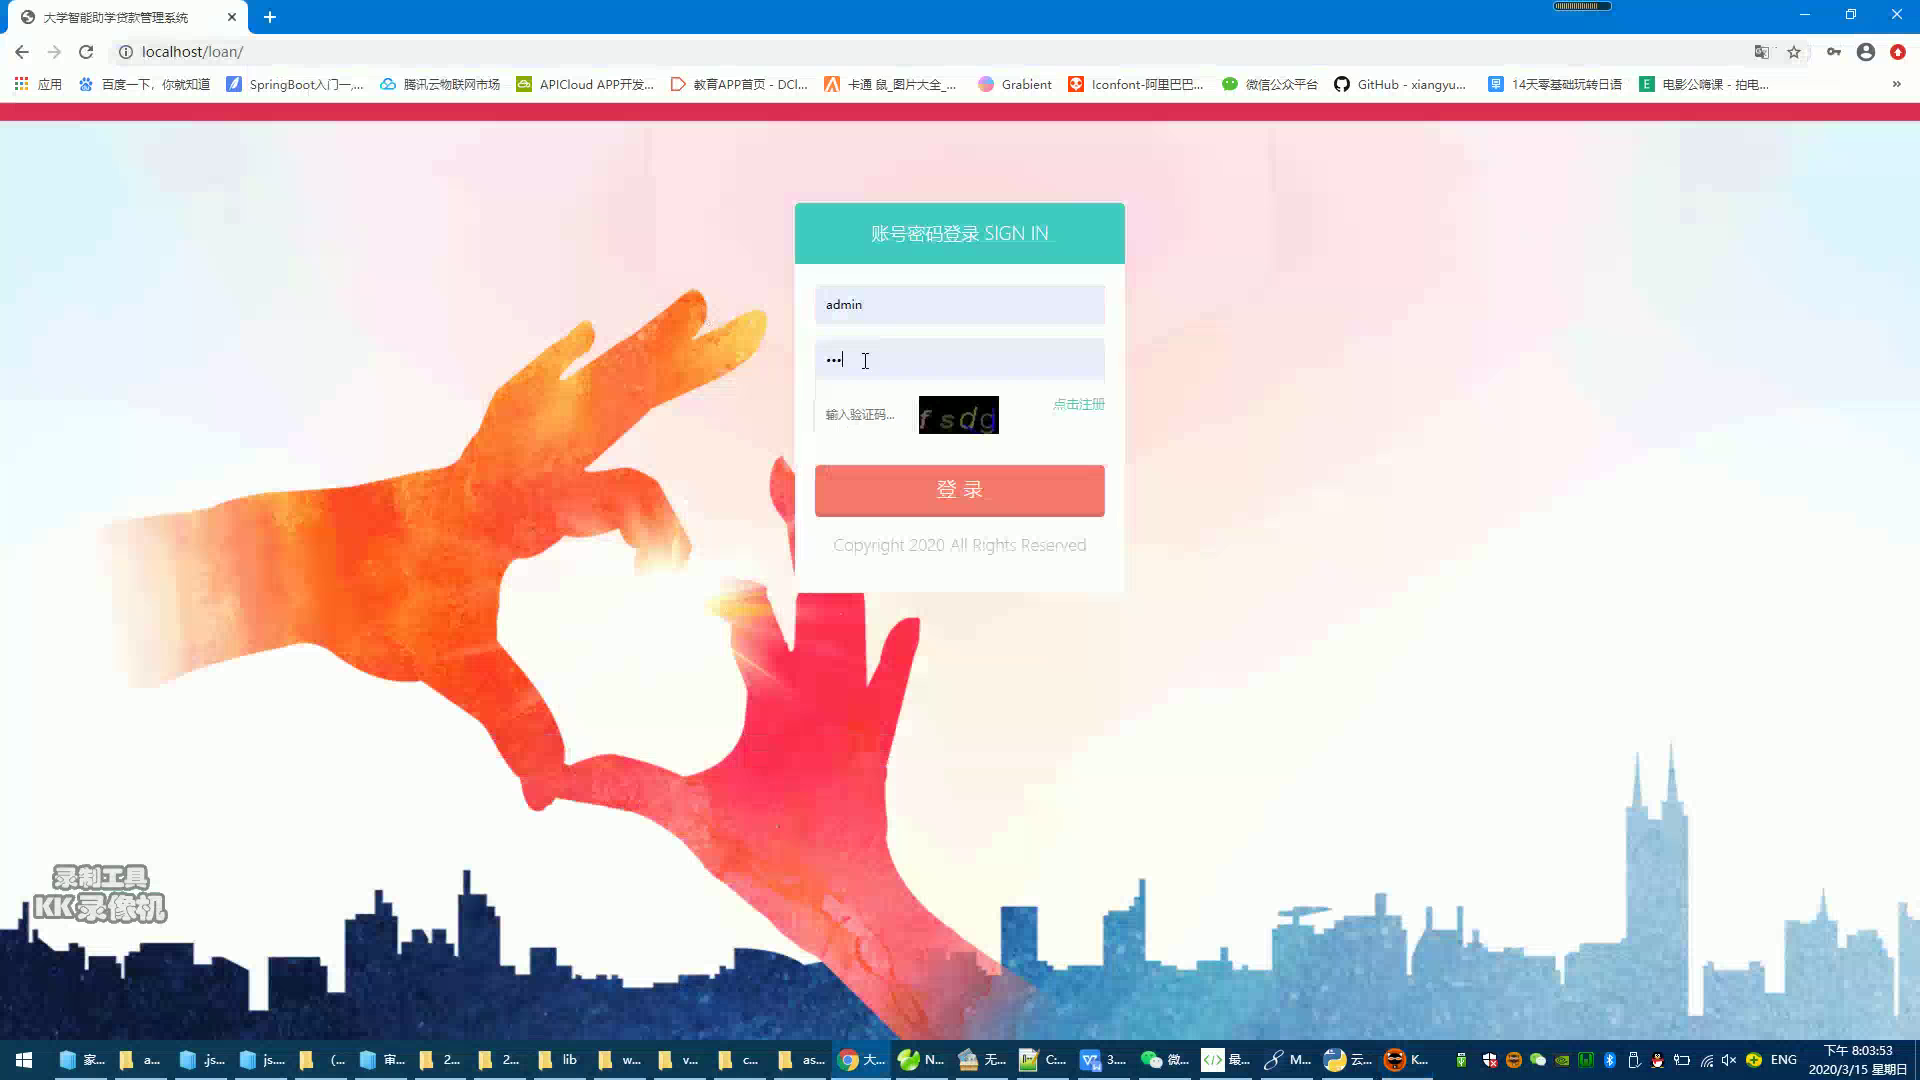 大学智能助学贷款管理系统
localhost/loan/
应用
百度一下，你就知道
SpringBoot入门一,...
腾讯云物联网市场
APICloud APP开发...
教育APP首页 - DCl...
卡通 鼠_图片大全_...
Grabient
Iconfont-阿里巴巴...
微信公众平台
GitHub - xiangyu...
14天零基础玩转日语
电影公嗨课 - 拍电...
»
账号密码登录 SIGN IN
admin
输入验证码...
fsdg
点击注册
登 录
Copyright 2020 All Rights Reserved
录制工具
KK录像机
家...
a...
.js...
js...
(...
审...
2...
2...
lib
w...
v...
c...
as...
大...
N...
无...
C:...
3....
微...
最...
M...
云...
K...
ENG
下午 8:03:53
2020/3/15 星期日